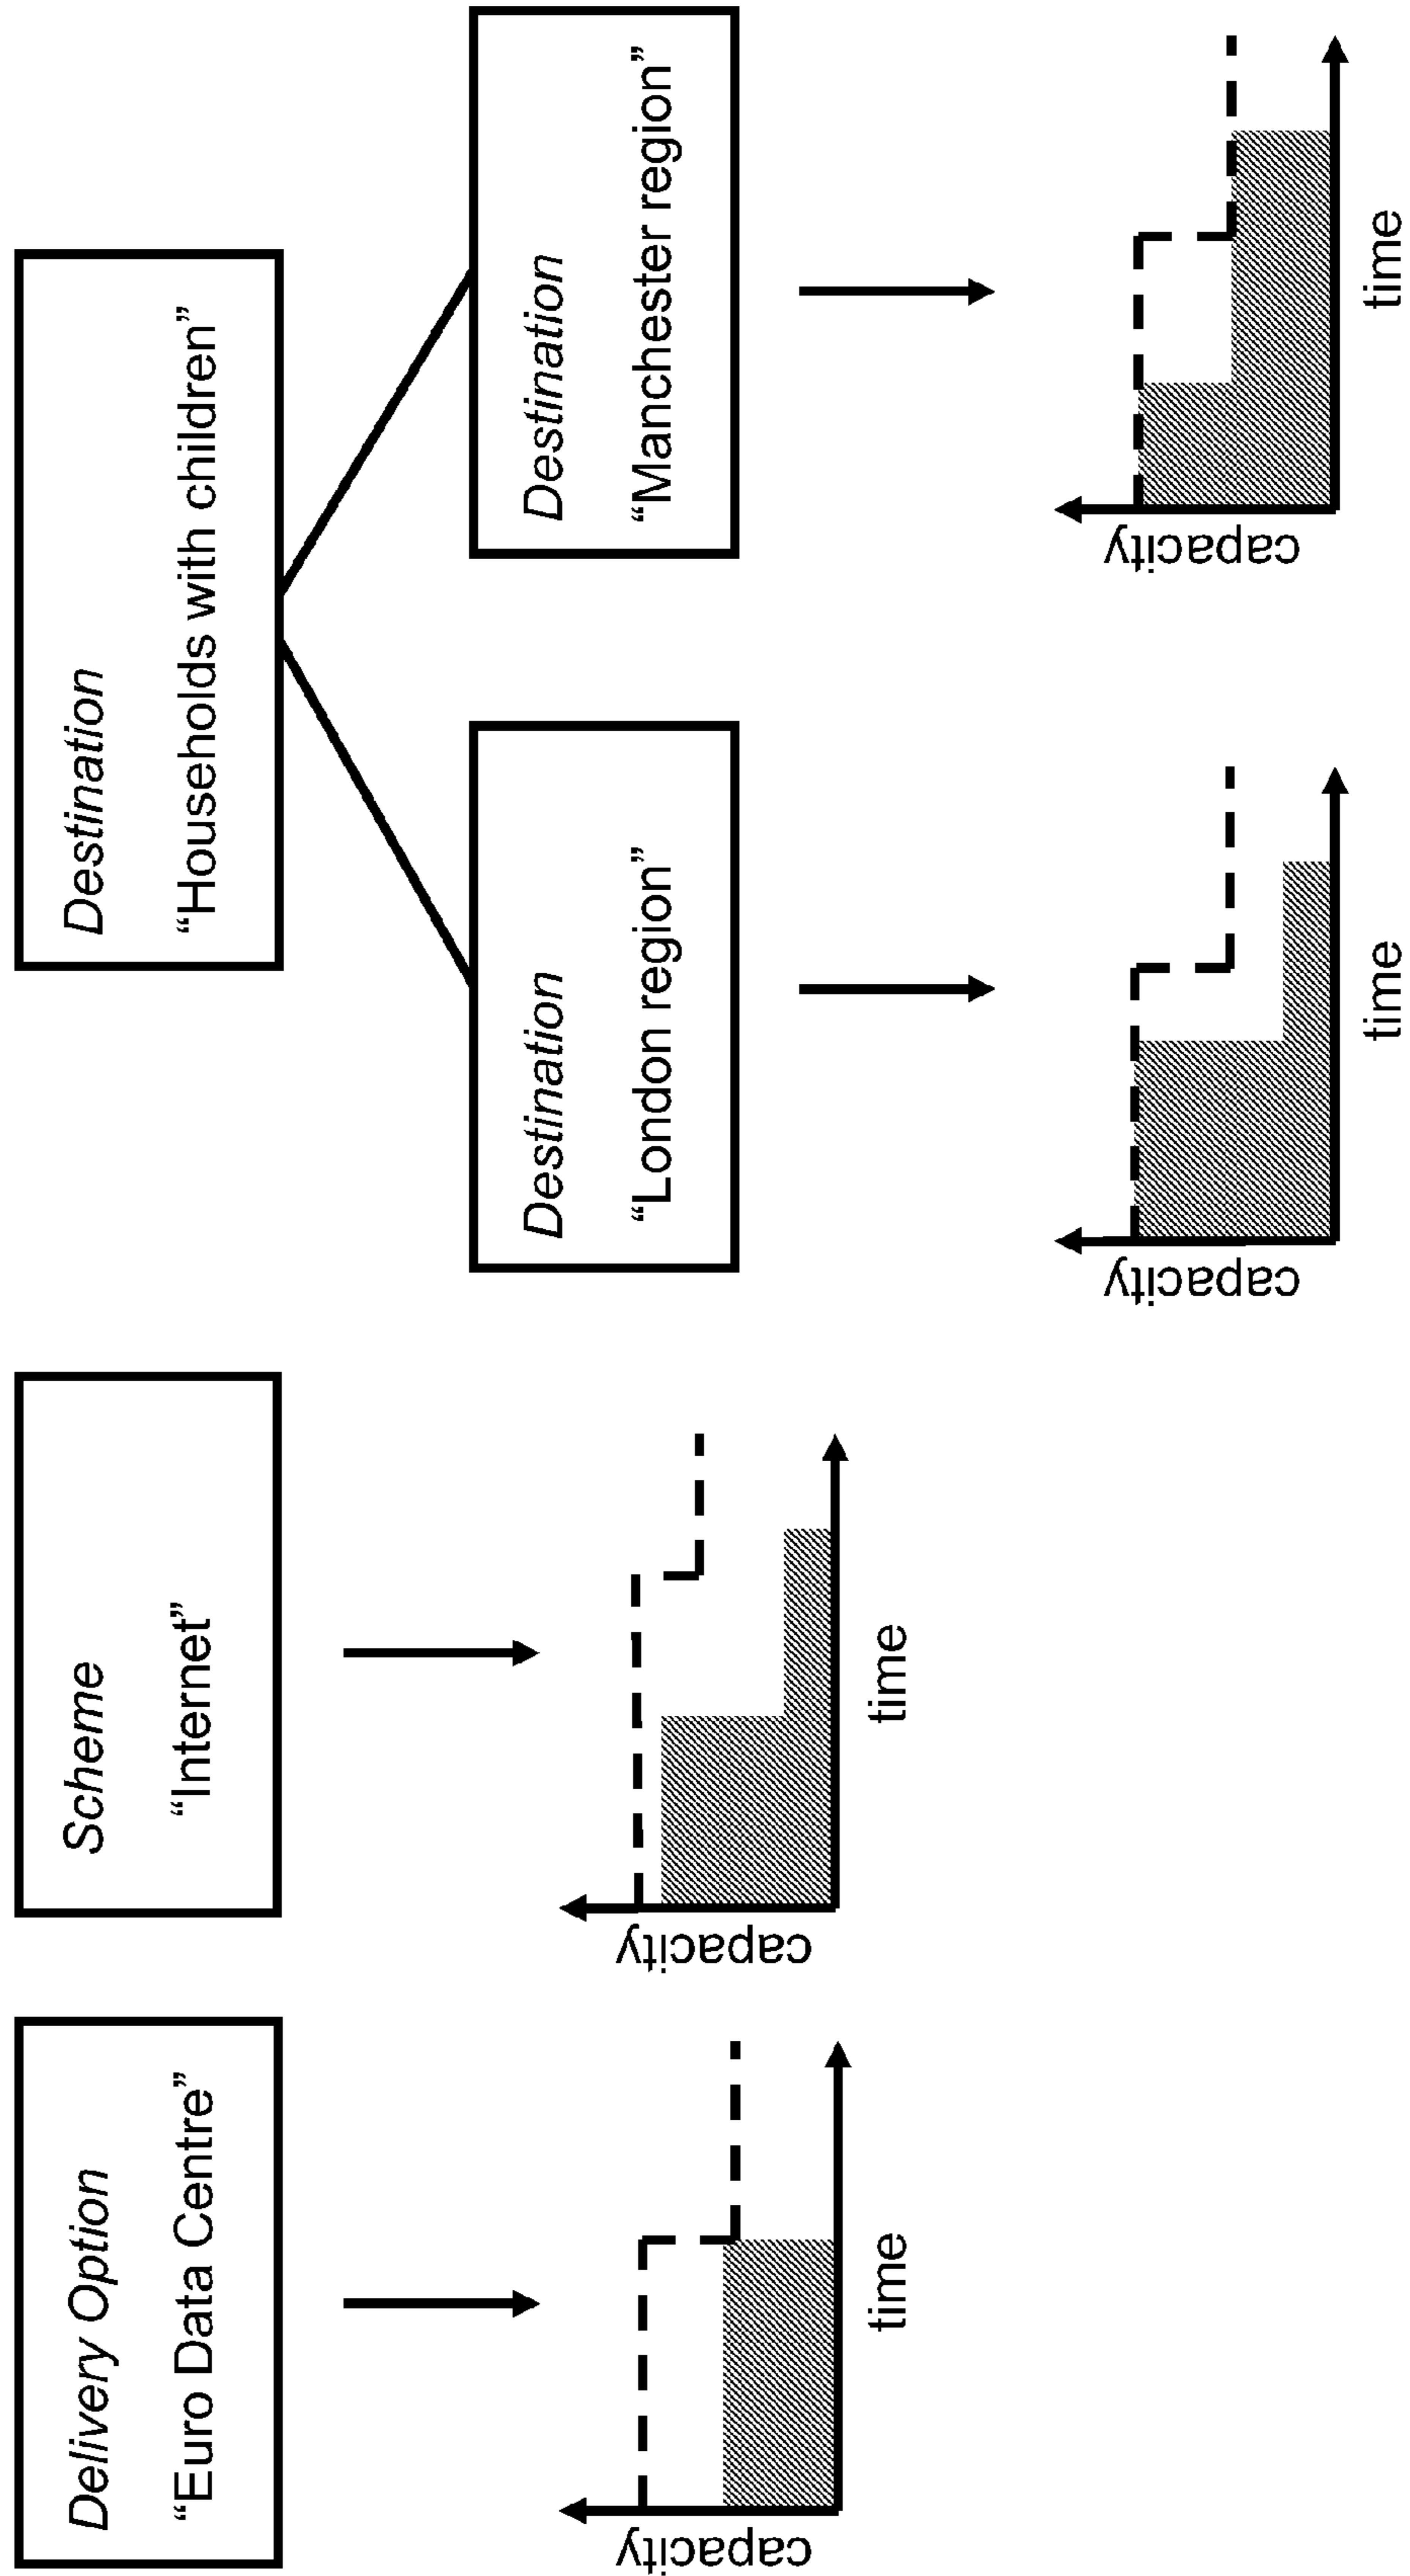 Delivery Option
“Euro Data Centre”
capacity
time
Scheme
“Internet”
capacity
time
Destination
“Households with children”
Destination
“London region”
capacity
time
Destination
“Manchester region”
capacity
time